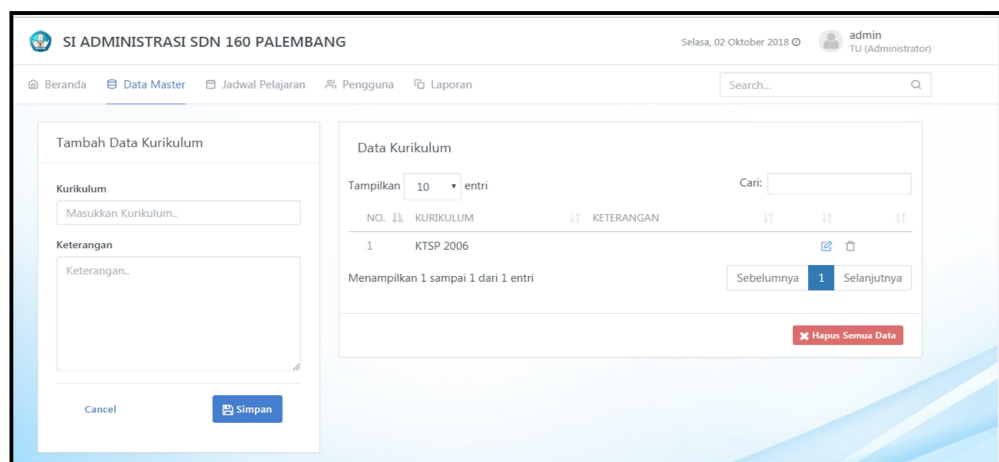 SI ADMINISTRASI SDN 160 PALEMBANG
Selasa, 02 Oktober 2018
admin
TU (Administrator)
Beranda Data Master Jadwal Pelajaran Pengguna Laporan
Search...
Tambah Data Kurikulum
Kurikulum
Masukkan Kurikulum..
Keterangan
Keterangan..
Cancel Simpan
Data Kurikulum
Tampilkan 10 entri Cari:
NO. KURIKULUM KETERANGAN
1 KTSP 2006
Menampilkan 1 sampai 1 dari 1 entri Sebelumnya 1 Selanjutnya
Hapus Semua Data